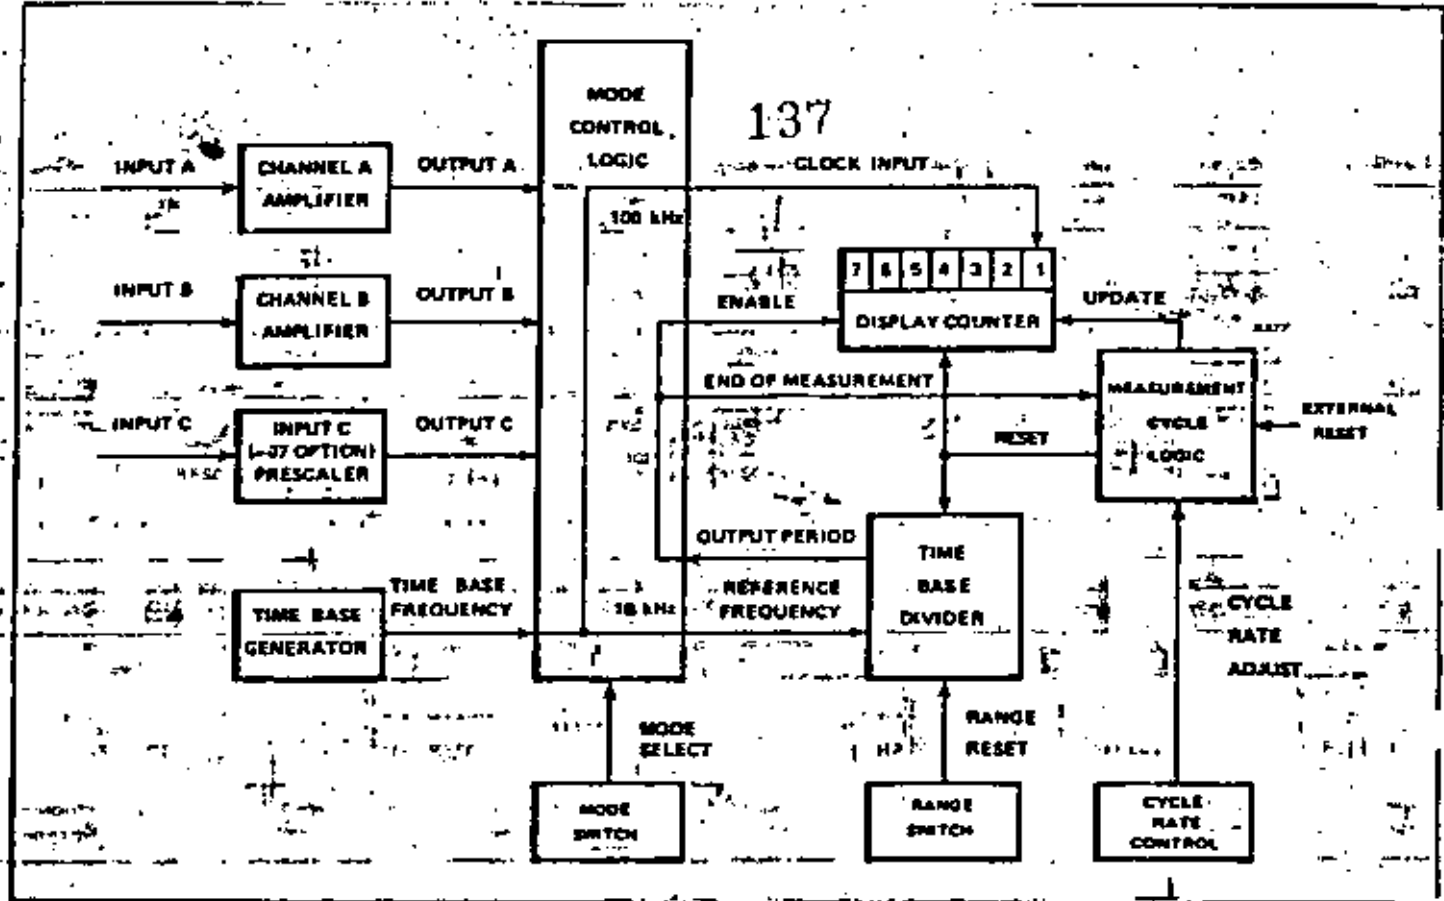 137
MODE
CONTROL
LOGIC
INPUT A
CHANNEL A
AMPLIFIER
OUTPUT A
CLOCK INPUT
100 kHz
INPUT B
CHANNEL B
AMPLIFIER
OUTPUT B
ENABLE
7 6 5 4 3 2 1
DISPLAY COUNTER
UPDATE
END OF MEASUREMENT
MEASUREMENT
CYCLE
LOGIC
EXTERNAL
RESET
INPUT C
INPUT C
(-37 OPTION)
PRESCALER
OUTPUT C
RESET
OUTPUT PERIOD
TIME
BASE
DIVIDER
TIME BASE
GENERATOR
TIME BASE
FREQUENCY
10 kHz
REFERENCE
FREQUENCY
CYCLE
RATE
ADJUST
MODE
SELECT
RANGE
RESET
MODE
SWITCH
RANGE
SWITCH
CYCLE
RATE
CONTROL